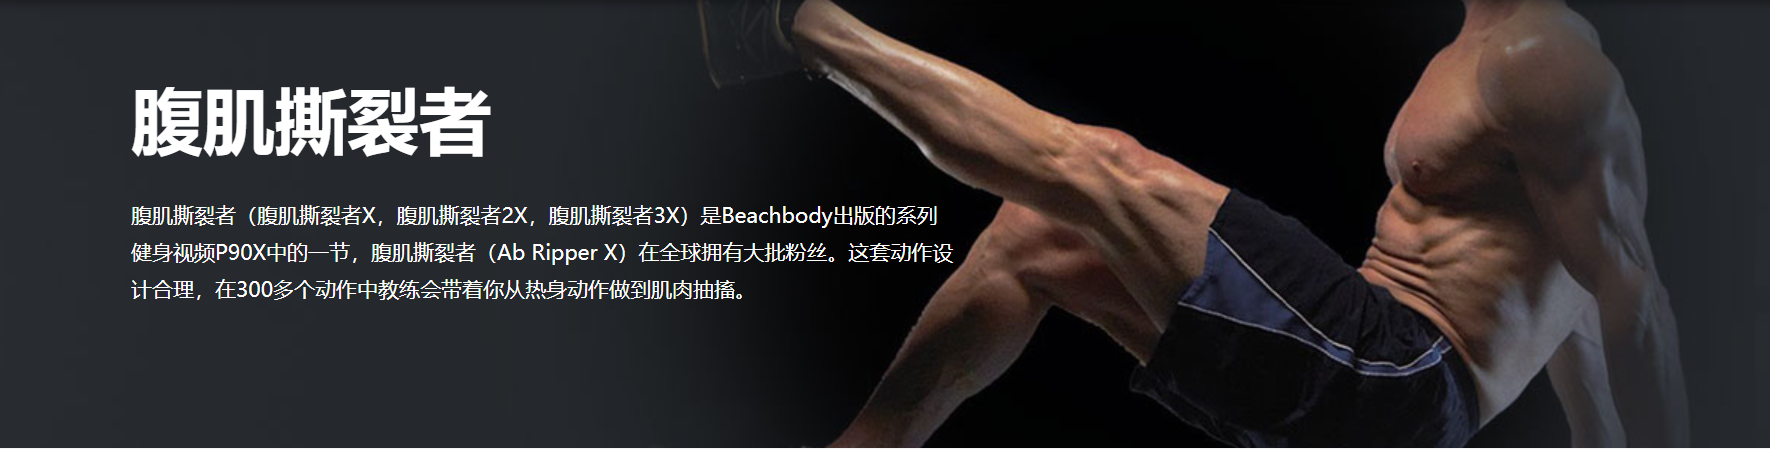 腹肌撕裂者
腹肌撕裂者（腹肌撕裂者X，腹肌撕裂者2X，腹肌撕裂者3X）是Beachbody出版的系列
健身视频P90X中的一节，腹肌撕裂者（Ab Ripper X）在全球拥有大批粉丝。这套动作设
计合理，在300多个动作中教练会带着你从热身动作做到肌肉抽搐。